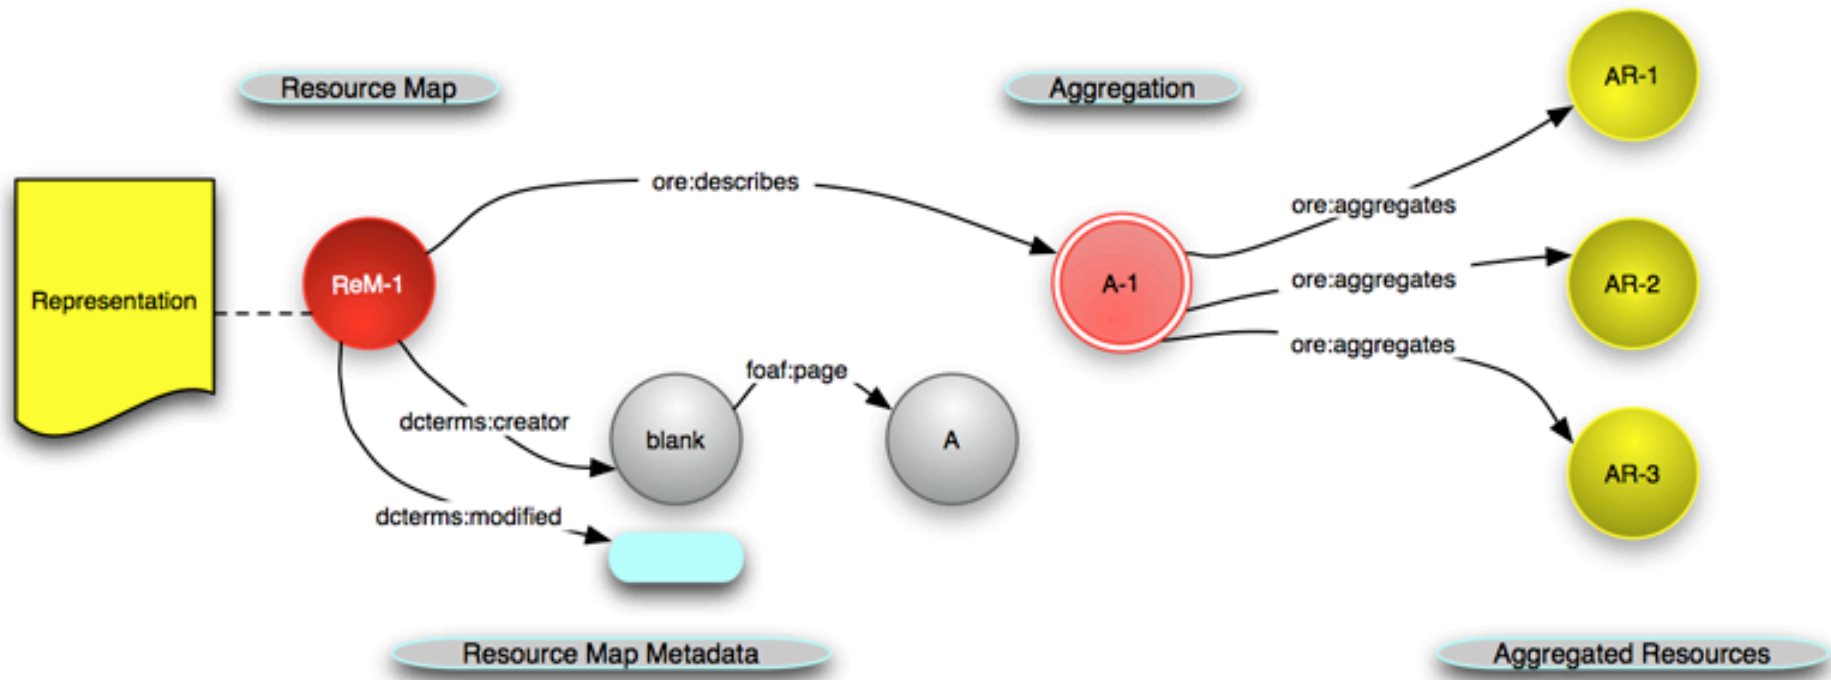 Resource Map
Aggregation
AR-1
ore:describes
ore:aggregates
Representation
ReM-1
A-1
ore:aggregates
AR-2
ore:aggregates
foaf:page
dcterms:creator
blank
A
AR-3
dcterms:modified
Resource Map Metadata
Aggregated Resources